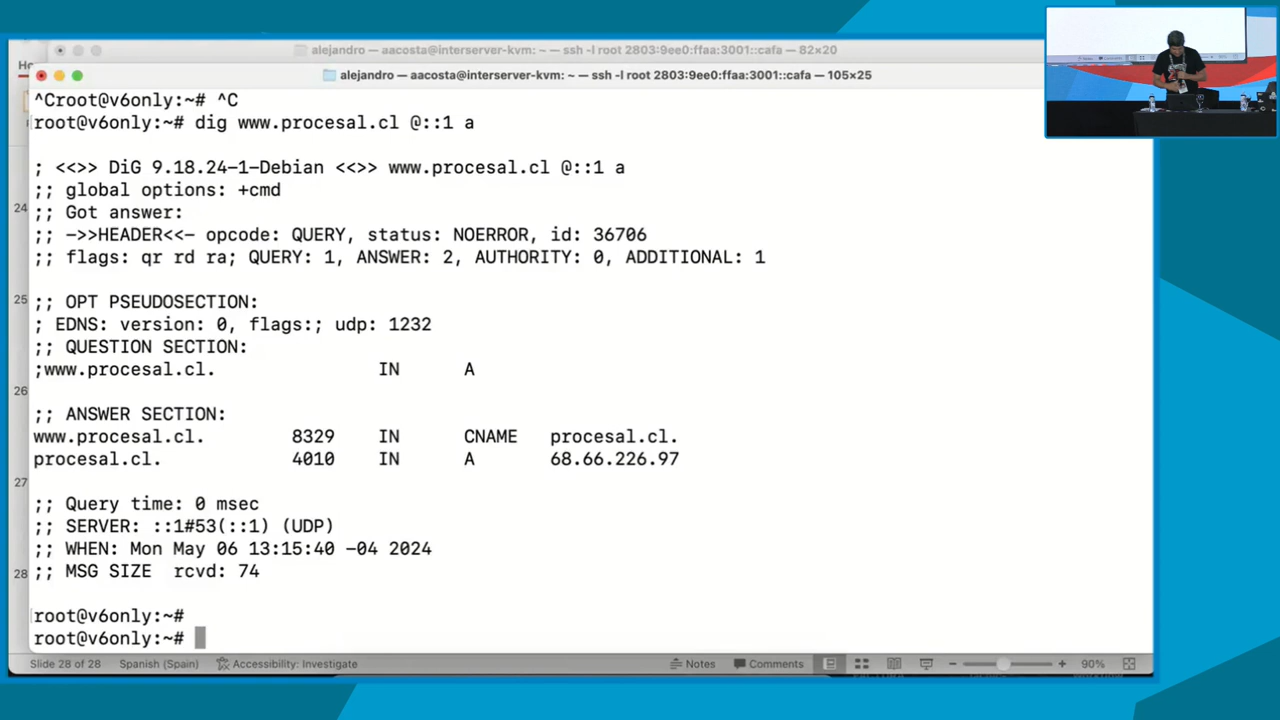 alejandro — aacosta@interserver-kvm: ~ — ssh -l root 2803:9ee0:ffaa:3001::cafa — 82×20
alejandro — aacosta@interserver-kvm: ~ — ssh -l root 2803:9ee0:ffaa:3001::cafa — 105×25
^Croot@v6only:~# ^C
root@v6only:~# dig www.procesal.cl @::1 a
; <<>> DiG 9.18.24-1-Debian <<>> www.procesal.cl @::1 a
;; global options: +cmd
;; Got answer:
;; ->>HEADER<<- opcode: QUERY, status: NOERROR, id: 36706
;; flags: qr rd ra; QUERY: 1, ANSWER: 2, AUTHORITY: 0, ADDITIONAL: 1
;; OPT PSEUDOSECTION:
; EDNS: version: 0, flags:; udp: 1232
;; QUESTION SECTION:
;www.procesal.cl. IN A
;; ANSWER SECTION:
www.procesal.cl. 8329 IN CNAME procesal.cl.
procesal.cl. 4010 IN A 68.66.226.97
;; Query time: 0 msec
;; SERVER: ::1#53(::1) (UDP)
;; WHEN: Mon May 06 13:15:40 -04 2024
;; MSG SIZE rcvd: 74
root@v6only:~#
root@v6only:~#
24
25
26
27
28
Slide 28 of 28 Spanish (Spain) Accessibility: Investigate Notes Comments 90%